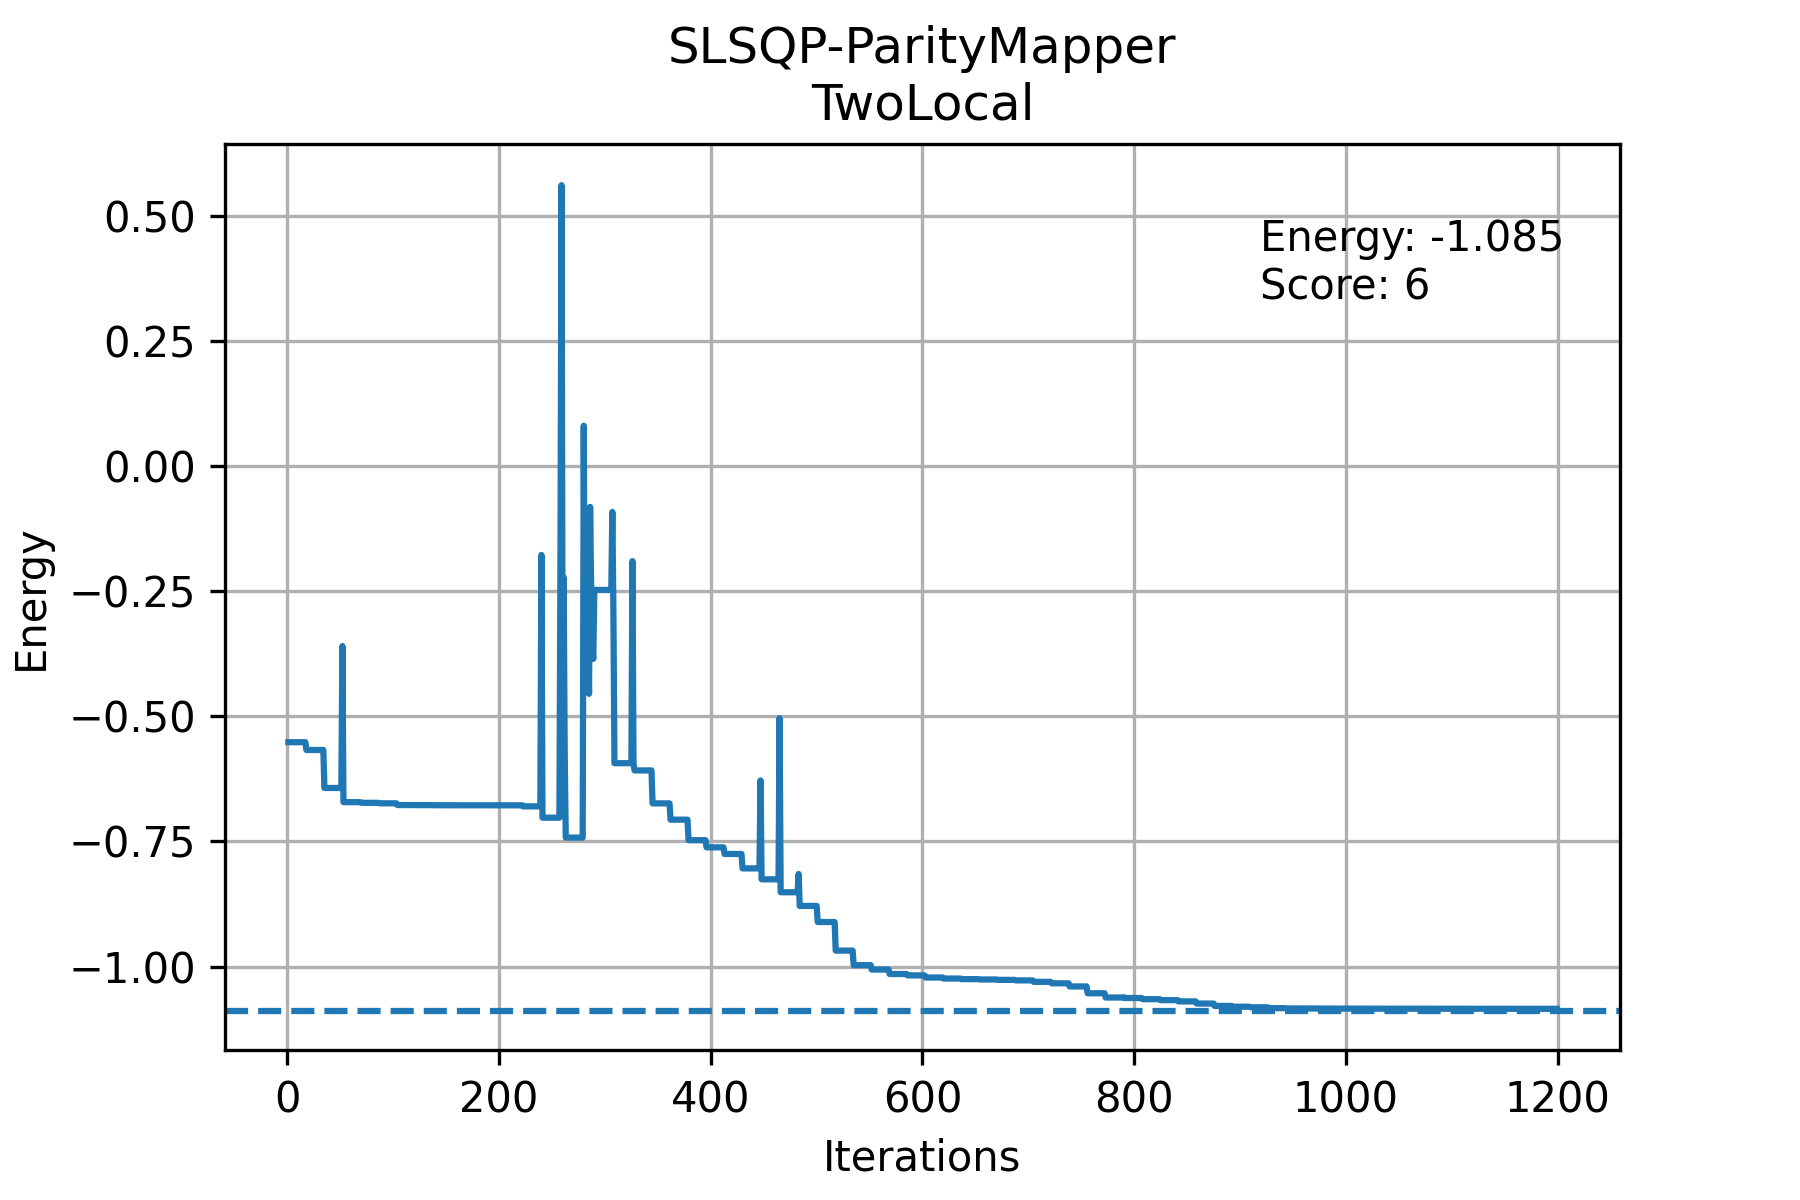 SLSQP-ParityMapper
TwoLocal
Energy: -1.085
Score: 6
Energy
0.50
0.25
0.00
−0.25
−0.50
−0.75
−1.00
0 200 400 600 800 1000 1200
Iterations